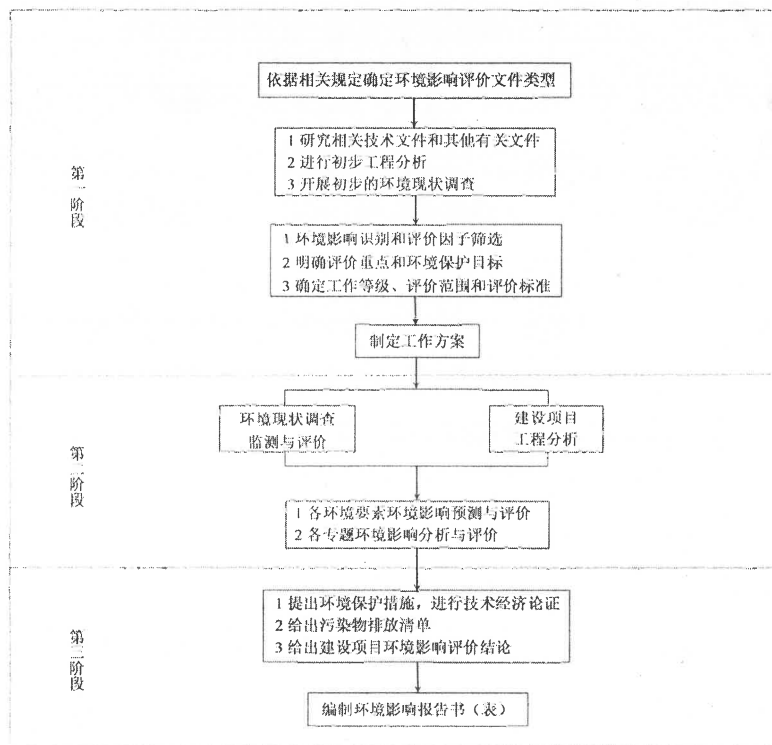 依据相关规定确定环境影响评价文件类型
1 研究相关技术文件和其他有关文件
2 进行初步工程分析
3 开展初步的环境现状调查
第一阶段
1 环境影响识别和评价因子筛选
2 明确评价重点和环境保护目标
3 确定工作等级、评价范围和评价标准
制定工作方案
环境现状调查
监测与评价
建设项目
工程分析
第二阶段
1 各环境要素环境影响预测与评价
2 各专题环境影响分析与评价
1 提出环境保护措施，进行技术经济论证
2 给出污染物排放清单
3 给出建设项目环境影响评价结论
第三阶段
编制环境影响报告书（表）